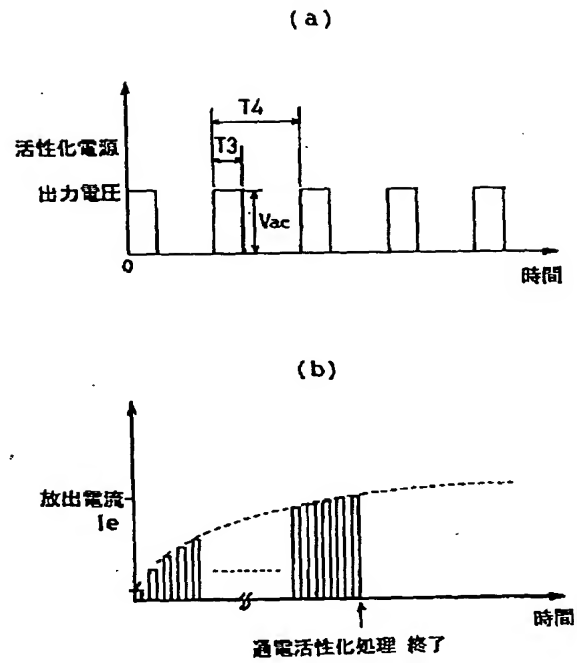 (a)
T4
T3
活性化電源
出力電圧
Vac
0
時間
(b)
放出電流
Ie
時間
通電活性化処理 終了